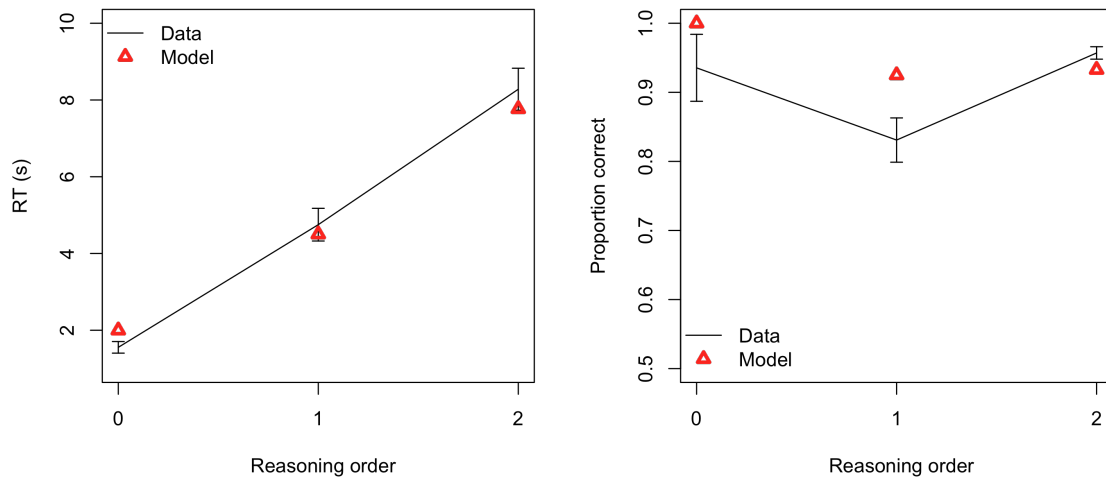 10
8
6
4
2
RT (s)
Data
Model
0 1 2
Reasoning order
1.0
0.9
0.8
0.7
0.6
0.5
Proportion correct
Data
Model
0 1 2
Reasoning order